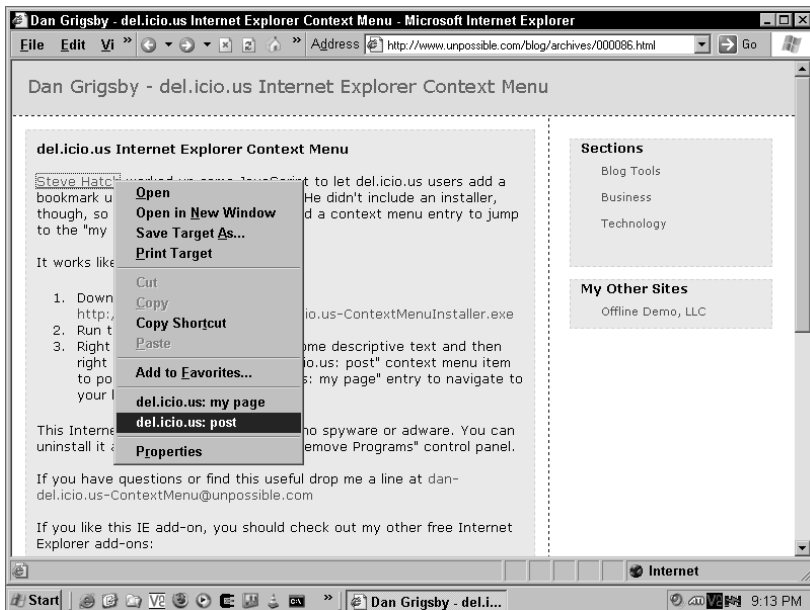 Dan Grigsby - del.icio.us Internet Explorer Context Menu - Microsoft Internet Explorer
File Edit Vi » » Address http://www.unpossible.com/blog/archives/000086.html Go
Dan Grigsby - del.icio.us Internet Explorer Context Menu
del.icio.us Internet Explorer Context Menu
Steve Hatch worked up some JavaScript to let del.icio.us users add a
bookmark u He didn't include an installer,
though, so d a context menu entry to jump
to the "my
It works like
1. Down
http: io.us-ContextMenuInstaller.exe
2. Run t
3. Right ome descriptive text and then
right io.us: post" context menu item
to po s: my page" entry to navigate to
your
This Interne no spyware or adware. You can
uninstall it emove Programs" control panel.
If you have questions or find this useful drop me a line at dan-
del.icio.us-ContextMenu@unpossible.com
If you like this IE add-on, you should check out my other free Internet
Explorer add-ons:
Open
Open in New Window
Save Target As...
Print Target
Cut
Copy
Copy Shortcut
Paste
Add to Favorites...
del.icio.us: my page
del.icio.us: post
Properties
Sections
Blog Tools
Business
Technology
My Other Sites
Offline Demo, LLC
Internet
Start » Dan Grigsby - del.i... 9:13 PM